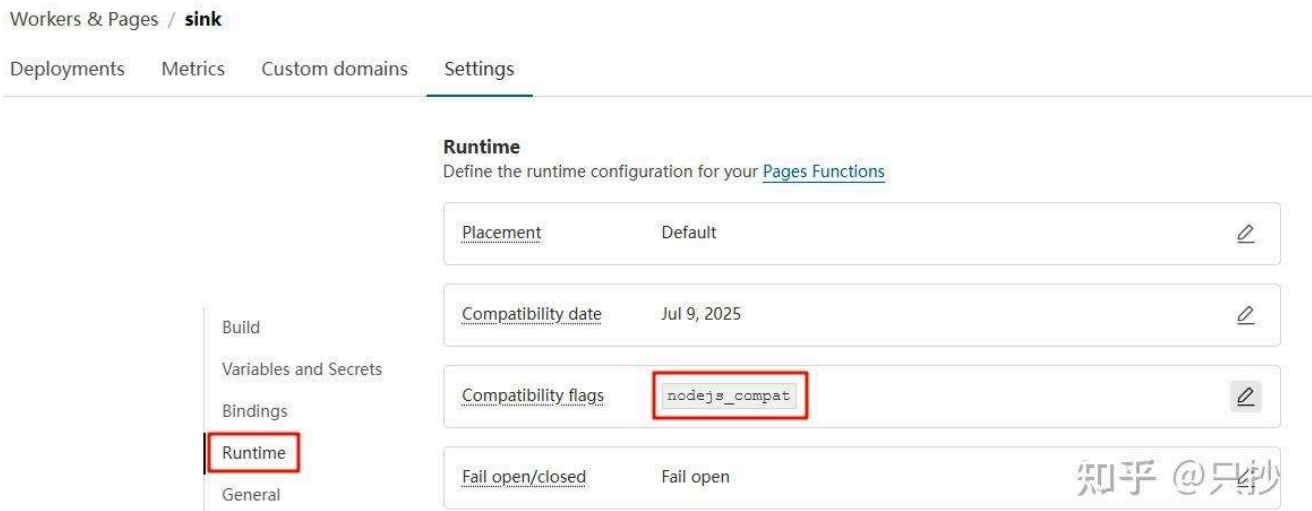 Workers & Pages / sink
Deployments Metrics Custom domains Settings
Runtime
Define the runtime configuration for your Pages Functions
Placement Default
Compatibility date Jul 9, 2025
Compatibility flags nodejs_compat
Fail open/closed Fail open
Build
Variables and Secrets
Bindings
Runtime
General
知乎 @只抄